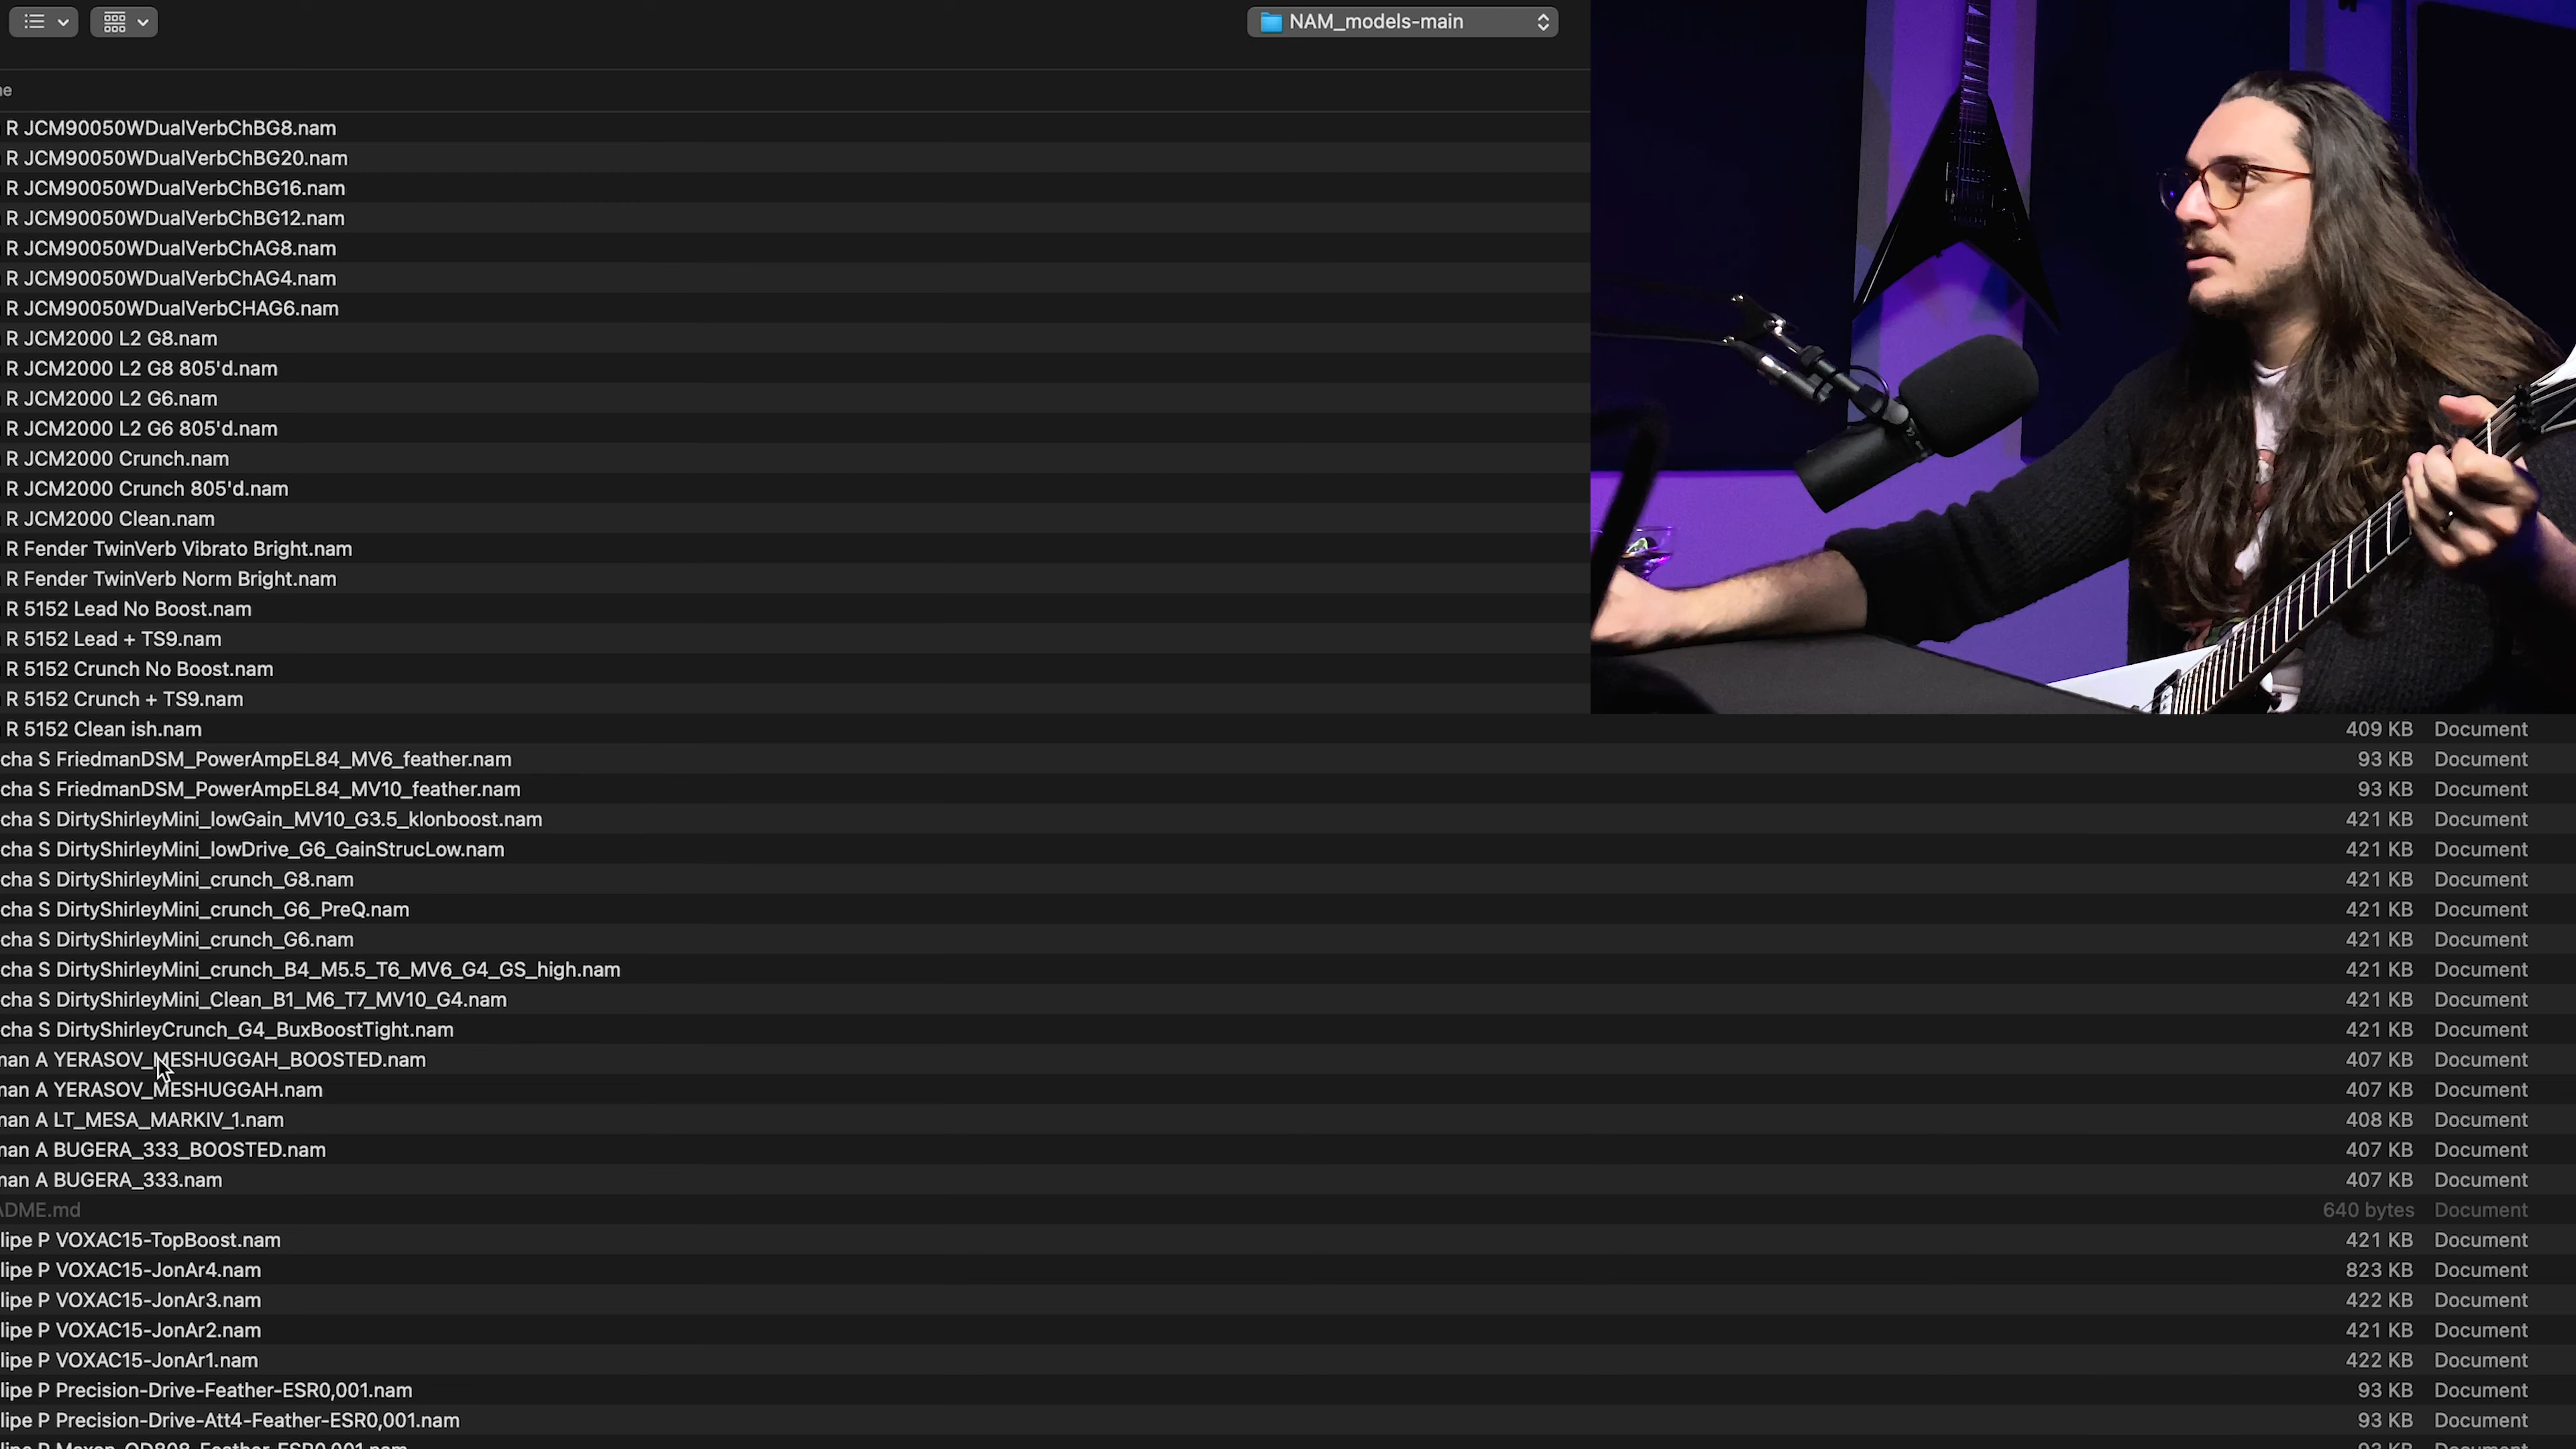 NAM_models-main
R JCM90050WDualVerbChBG8.nam
R JCM90050WDualVerbChBG20.nam
R JCM90050WDualVerbChBG16.nam
R JCM90050WDualVerbChBG12.nam
R JCM90050WDualVerbChAG8.nam
R JCM90050WDualVerbChAG4.nam
R JCM90050WDualVerbCHAG6.nam
R JCM2000 L2 G8.nam
R JCM2000 L2 G8 805'd.nam
R JCM2000 L2 G6.nam
R JCM2000 L2 G6 805'd.nam
R JCM2000 Crunch.nam
R JCM2000 Crunch 805'd.nam
R JCM2000 Clean.nam
R Fender TwinVerb Vibrato Bright.nam
R Fender TwinVerb Norm Bright.nam
R 5152 Lead No Boost.nam
R 5152 Lead + TS9.nam
R 5152 Crunch No Boost.nam
R 5152 Crunch + TS9.nam
R 5152 Clean ish.nam 409 KB Document
cha S FriedmanDSM_PowerAmpEL84_MV6_feather.nam 93 KB Document
cha S FriedmanDSM_PowerAmpEL84_MV10_feather.nam 93 KB Document
cha S DirtyShirleyMini_lowGain_MV10_G3.5_klonboost.nam 421 KB Document
cha S DirtyShirleyMini_lowDrive_G6_GainStrucLow.nam 421 KB Document
cha S DirtyShirleyMini_crunch_G8.nam 421 KB Document
cha S DirtyShirleyMini_crunch_G6_PreQ.nam 421 KB Document
cha S DirtyShirleyMini_crunch_G6.nam 421 KB Document
cha S DirtyShirleyMini_crunch_B4_M5.5_T6_MV6_G4_GS_high.nam 421 KB Document
cha S DirtyShirleyMini_Clean_B1_M6_T7_MV10_G4.nam 421 KB Document
cha S DirtyShirleyCrunch_G4_BuxBoostTight.nam 421 KB Document
man A YERASOV_MESHUGGAH_BOOSTED.nam 407 KB Document
man A YERASOV_MESHUGGAH.nam 407 KB Document
man A LT_MESA_MARKIV_1.nam 408 KB Document
man A BUGERA_333_BOOSTED.nam 407 KB Document
man A BUGERA_333.nam 407 KB Document
ADME.md 640 bytes Document
lipe P VOXAC15-TopBoost.nam 421 KB Document
lipe P VOXAC15-JonAr4.nam 823 KB Document
lipe P VOXAC15-JonAr3.nam 422 KB Document
lipe P VOXAC15-JonAr2.nam 421 KB Document
lipe P VOXAC15-JonAr1.nam 422 KB Document
lipe P Precision-Drive-Feather-ESR0,001.nam 93 KB Document
lipe P Precision-Drive-Att4-Feather-ESR0,001.nam 93 KB Document